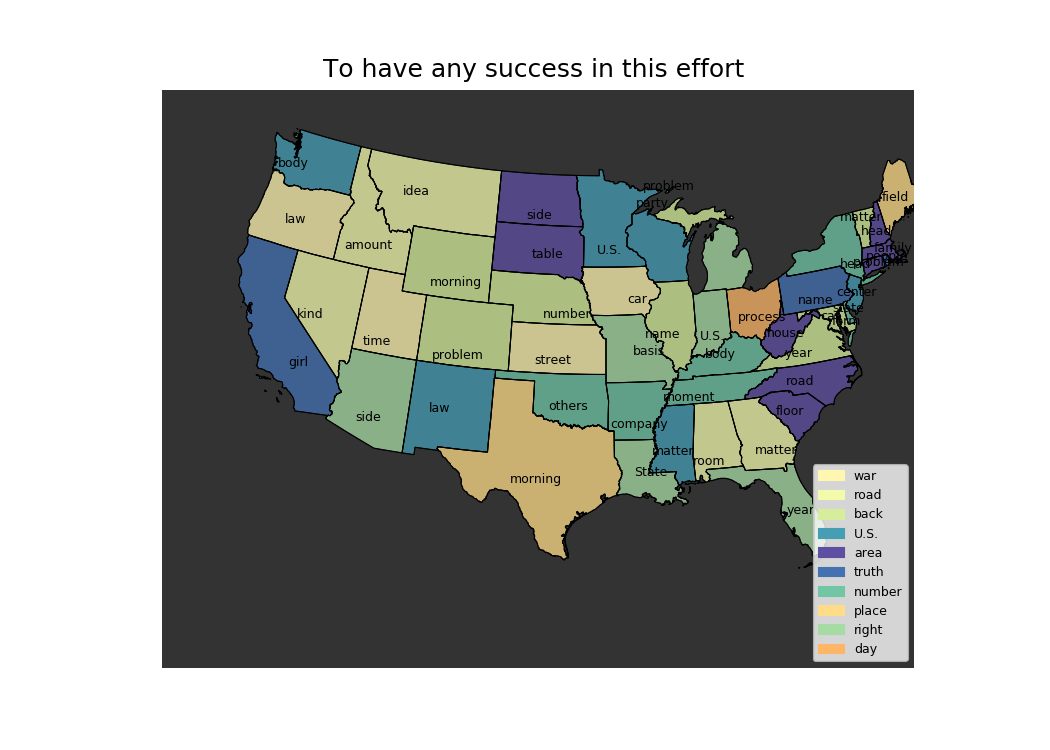 To have any success in this effort
body
problem
idea
party
field
law
side
matter
head
amount
U.S.
family
table
people
head
problem
morning
center
car
name
kind
number
state
process
form
name
U.S.
house
time
basis
body
year
problem
street
girl
road
moment
side
law
others
floor
company
matter
matter
room
State
morning
year
war
road
back
U.S.
area
truth
number
place
right
day